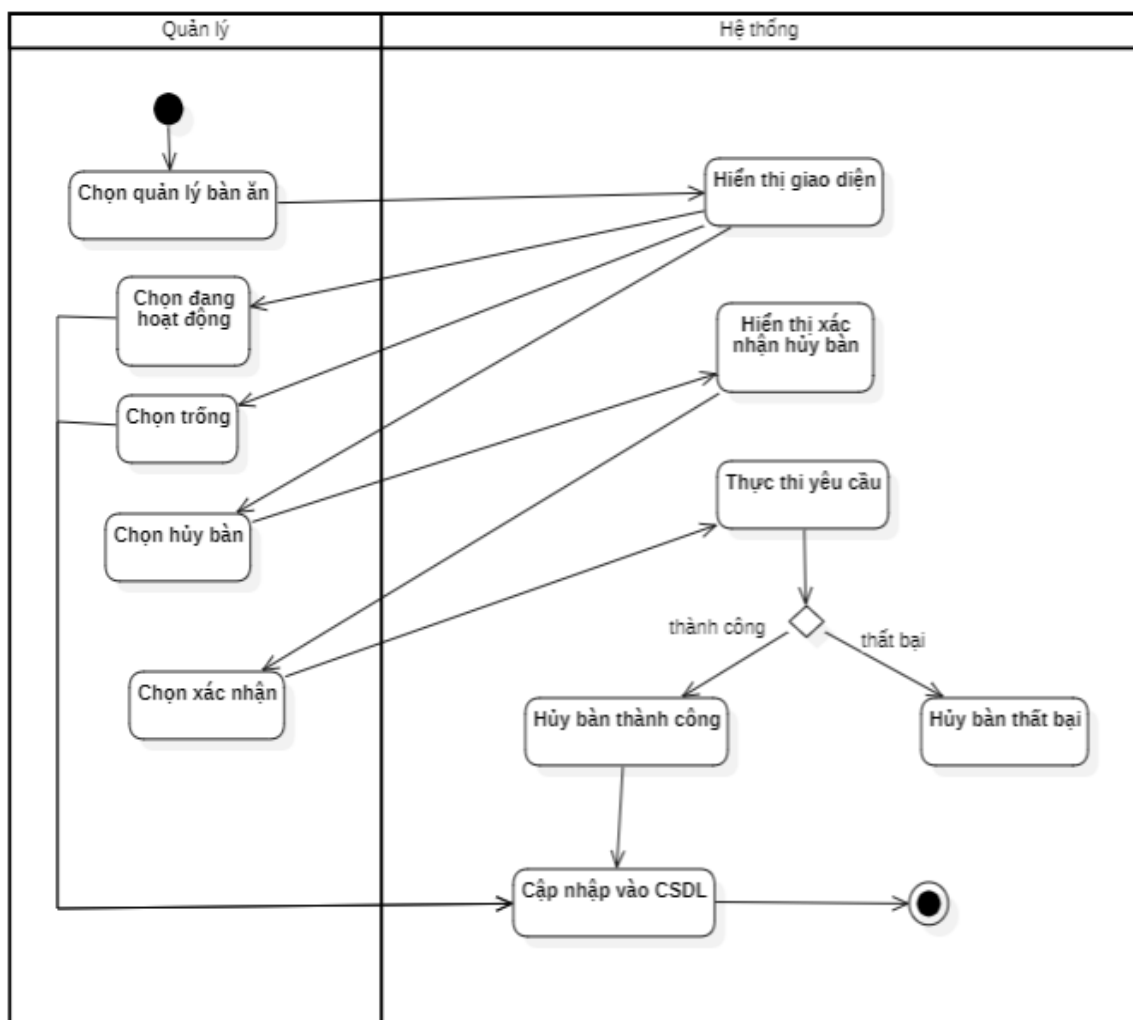 Quản lý
Hệ thống
Chọn quản lý bàn ăn
Hiển thị giao diện
Chọn đang
hoạt động
Hiển thị xác
nhận hủy bàn
Chọn trống
Thực thi yêu cầu
Chọn hủy bàn
thành công
thất bại
Chọn xác nhận
Hủy bàn thành công
Hủy bàn thất bại
Cập nhập vào CSDL